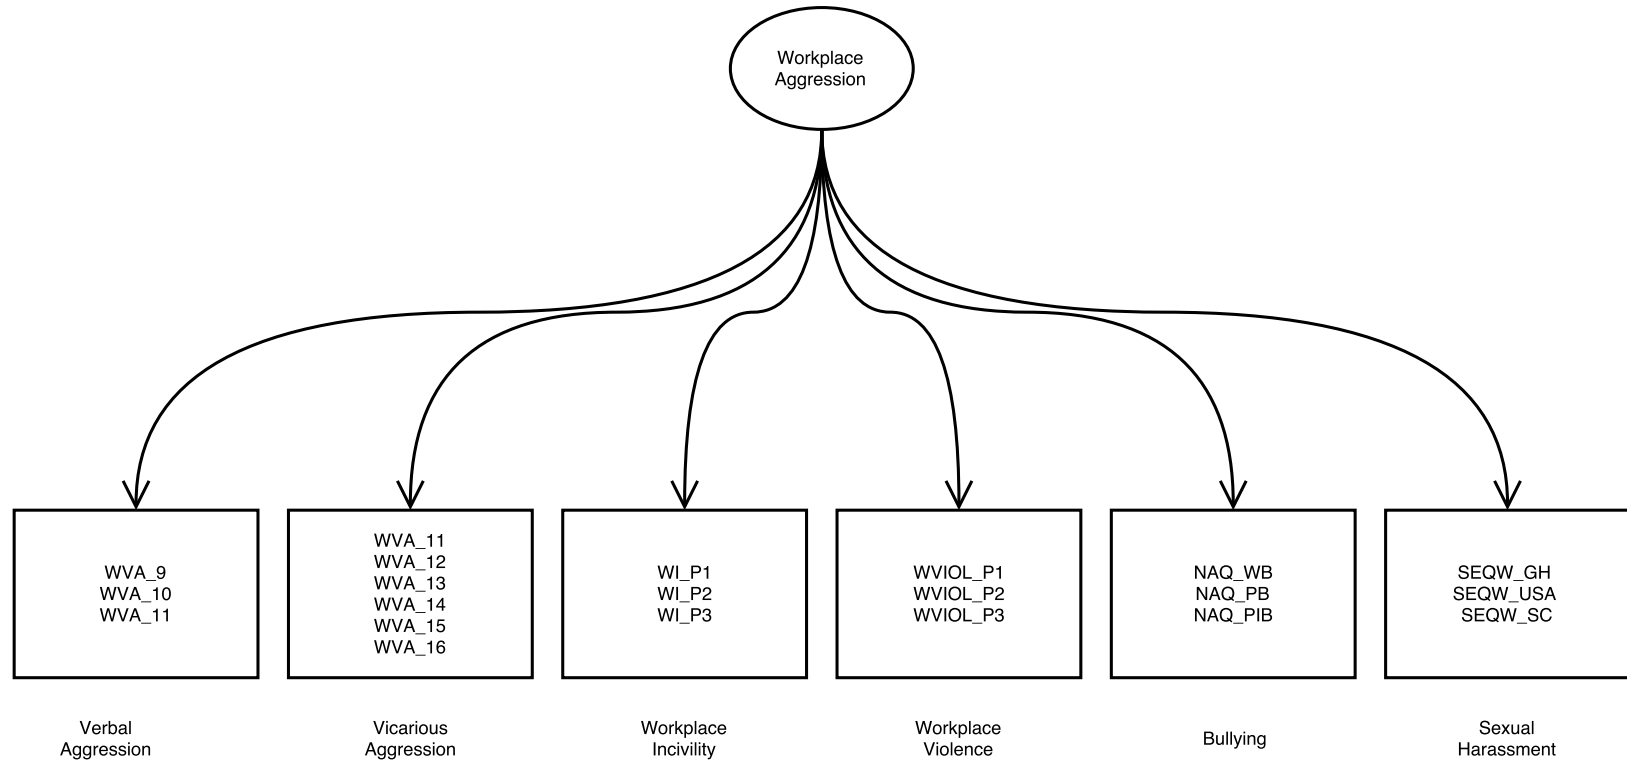 Workplace
Aggression
WVA_9
WVA_10
WVA_11
WVA_11
WVA_12
WVA_13
WVA_14
WVA_15
WVA_16
WI_P1
WI_P2
WI_P3
WVIOL_P1
WVIOL_P2
WVIOL_P3
NAQ_WB
NAQ_PB
NAQ_PIB
SEQW_GH
SEQW_USA
SEQW_SC
Verbal
Aggression
Vicarious
Aggression
Workplace
Incivility
Workplace
Violence
Bullying
Sexual
Harassment